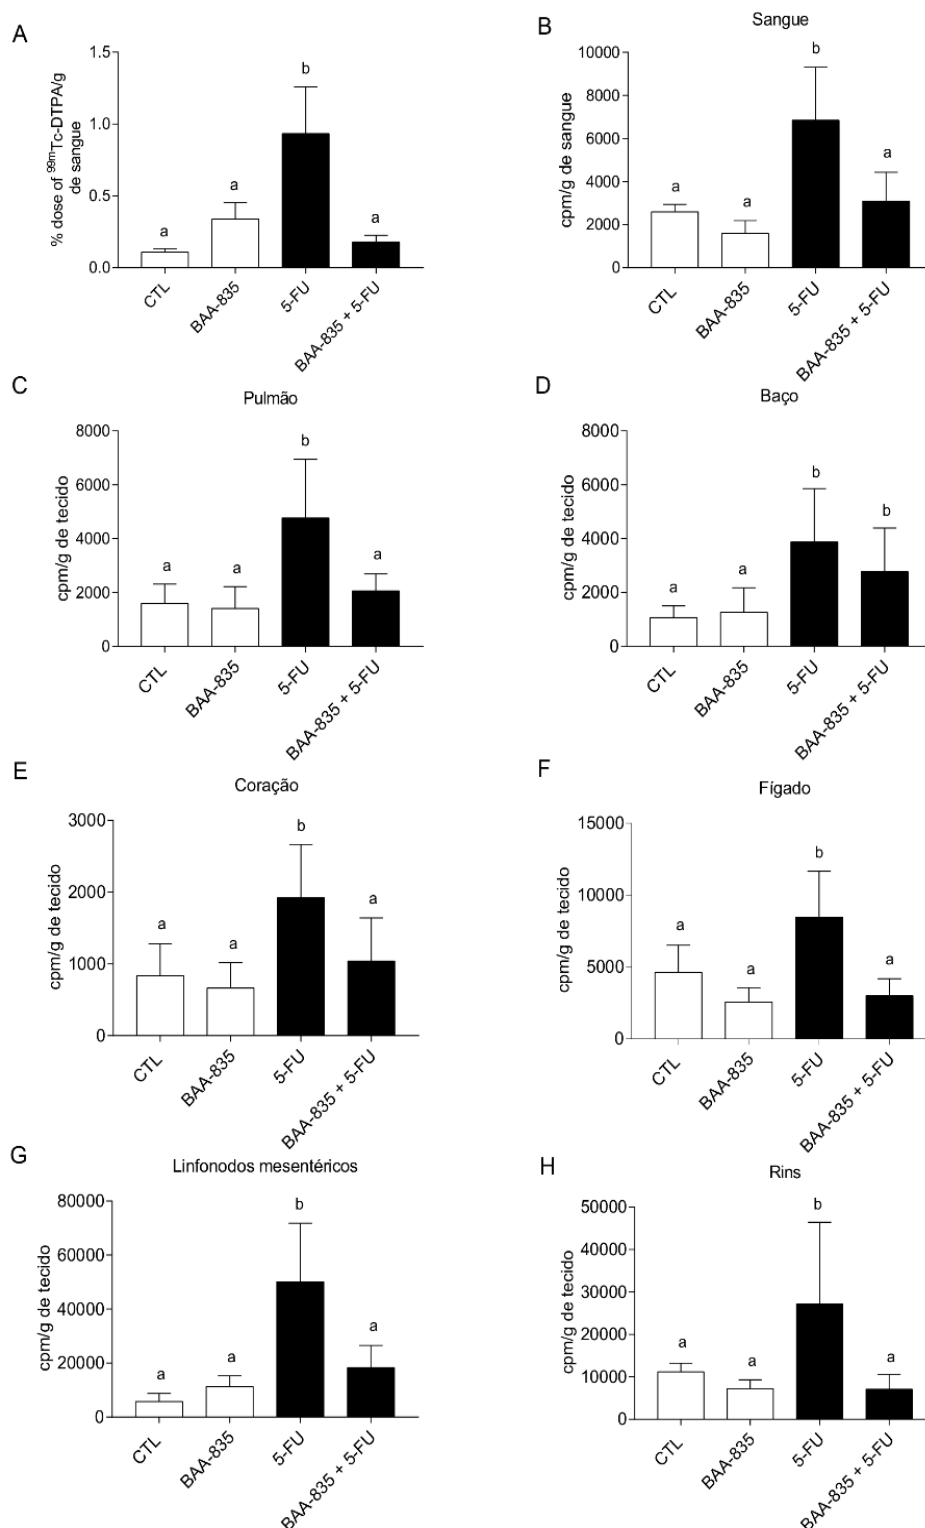 A
% dose of 99mTc-DTPA/g
de sangue
1.5
1.0
0.5
0.0
a
a
b
a
CTL
BAA-835
5-FU
BAA-835 + 5-FU
B
Sangue
cpm/g de sangue
10000
8000
6000
4000
2000
0
a
a
b
a
CTL
BAA-835
5-FU
BAA-835 + 5-FU
C
Pulmão
cpm/g de tecido
8000
6000
4000
2000
0
a
a
b
a
CTL
BAA-835
5-FU
BAA-835 + 5-FU
D
Baço
cpm/g de tecido
8000
6000
4000
2000
0
a
a
b
b
CTL
BAA-835
5-FU
BAA-835 + 5-FU
E
Coração
cpm/g de tecido
3000
2000
1000
0
a
a
b
a
CTL
BAA-835
5-FU
BAA-835 + 5-FU
F
Fígado
cpm/g de tecido
15000
10000
5000
0
a
a
b
a
CTL
BAA-835
5-FU
BAA-835 + 5-FU
G
Linfonodos mesentéricos
cpm/g de tecido
80000
60000
40000
20000
0
a
a
b
a
CTL
BAA-835
5-FU
BAA-835 + 5-FU
H
Rins
cpm/g de tecido
50000
40000
30000
20000
10000
0
a
a
b
a
CTL
BAA-835
5-FU
BAA-835 + 5-FU